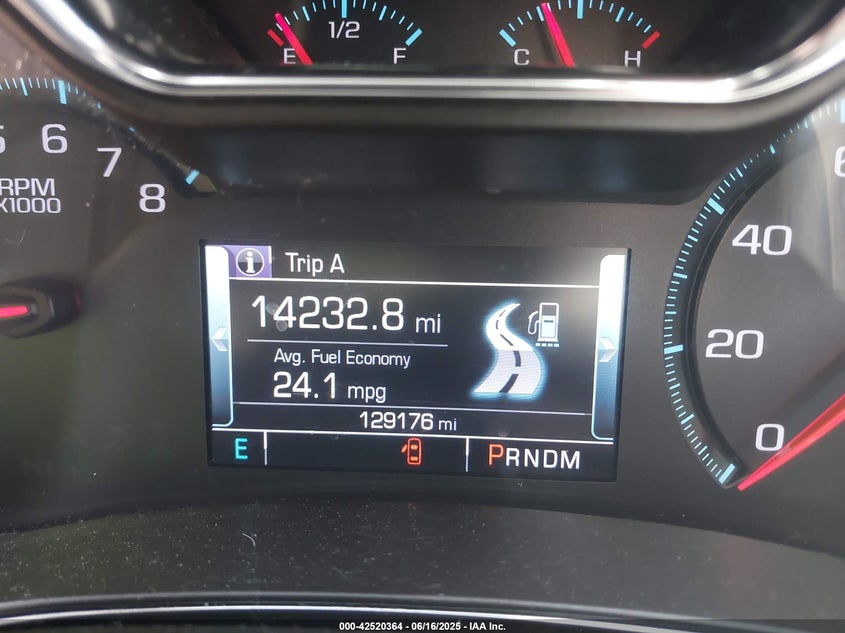 E 1/2 F
C H
5 6 7 8
RPM
X1000
i Trip A
14232.8 mi
Avg. Fuel Economy
24.1 mpg
129176 mi
E PRNDM
6
40
20
0
000-42520364 - 06/16/2025 - IAA Inc.